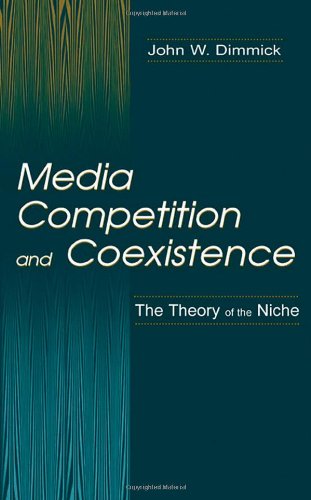 John W. Dimmick
Media
Competition
and Coexistence
The Theory of the Niche